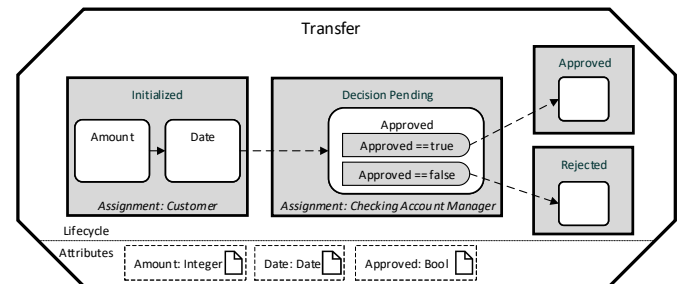 Transfer
Initialized
Amount
Date
Assignment: Customer
Decision Pending
Approved
Approved == true
Approved == false
Assignment: Checking Account Manager
Approved
Rejected
Lifecycle
Attributes
Amount: Integer
Date: Date
Approved: Bool